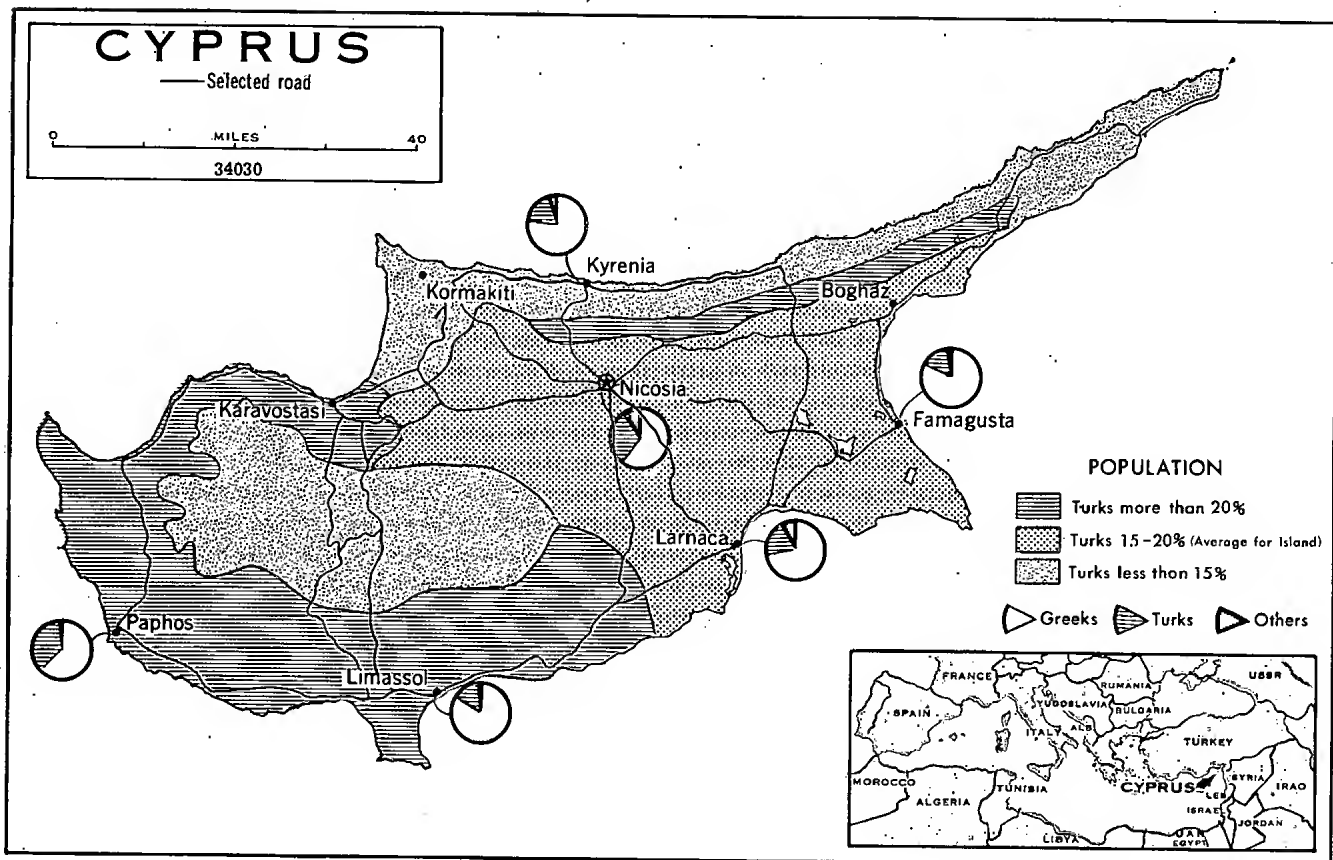 CYPRUS
Selected road
0 MILES 40
34030
Kyrenia
Kormakiti
Boghaz
Nicosia
Karavostasi
Famagusta
Larnaca
Paphos
Limassol
POPULATION
Turks more than 20%
Turks 15-20% (Average for Island)
Turks less than 15%
Greeks Turks Others
FRANCE
RUMANIA
USSR
YUGOSLAVIA
SPAIN
BULGARIA
ITALY
ALB
TURKEY
MOROCCO
TUNISIA
CYPRUS
SYRIA
IRAQ
ALGERIA
LEB
ISRAEL
JORDAN
LIBYA
UAR
EGYPT